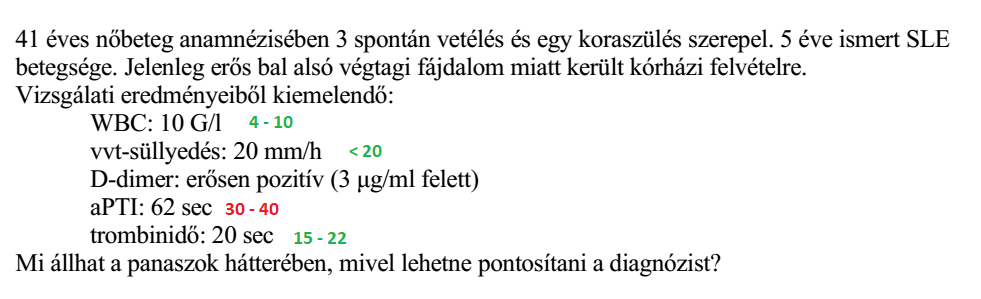 41 éves nőbeteg anamnézisében 3 spontán vetélés és egy koraszülés szerepel. 5 éve ismert SLE
betegsége. Jelenleg erős bal alsó végtagi fájdalom miatt került kórházi felvételre.
Vizsgálati eredményeiből kiemelendő:
WBC: 10 G/l 4 - 10
vvt-süllyedés: 20 mm/h < 20
D-dimer: erősen pozitív (3 μg/ml felett)
aPTI: 62 sec 30 - 40
trombinidő: 20 sec 15 - 22
Mi állhat a panaszok hátterében, mivel lehetne pontosítani a diagnózist?